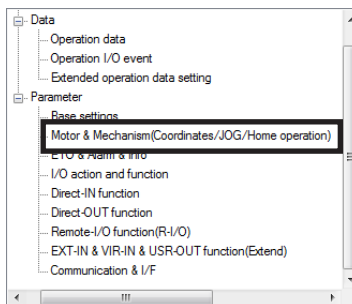 Data
Operation data
Operation I/O event
Extended operation data setting
Parameter
Base settings
Motor & Mechanism(Coordinates/JOG/Home operation)
ETO & Alarm & Info
I/O action and function
Direct-IN function
Direct-OUT function
Remote-I/O function(R-I/O)
EXT-IN & VIR-IN & USR-OUT function(Extend)
Communication & I/F